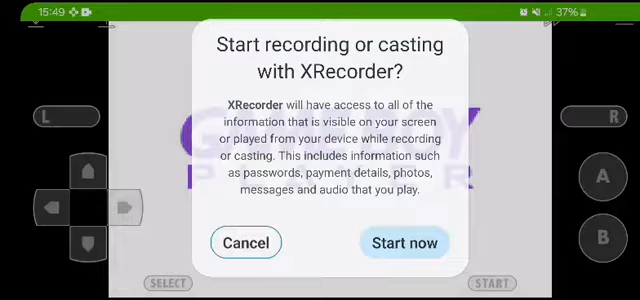 15:49
37%
Start recording or casting
with XRecorder?
XRecorder will have access to all of the
information that is visible on your screen
or played from your device while recording
or casting. This includes information such
as passwords, payment details, photos,
messages and audio that you play.
Cancel
Start now
L
R
A
B
SELECT
START